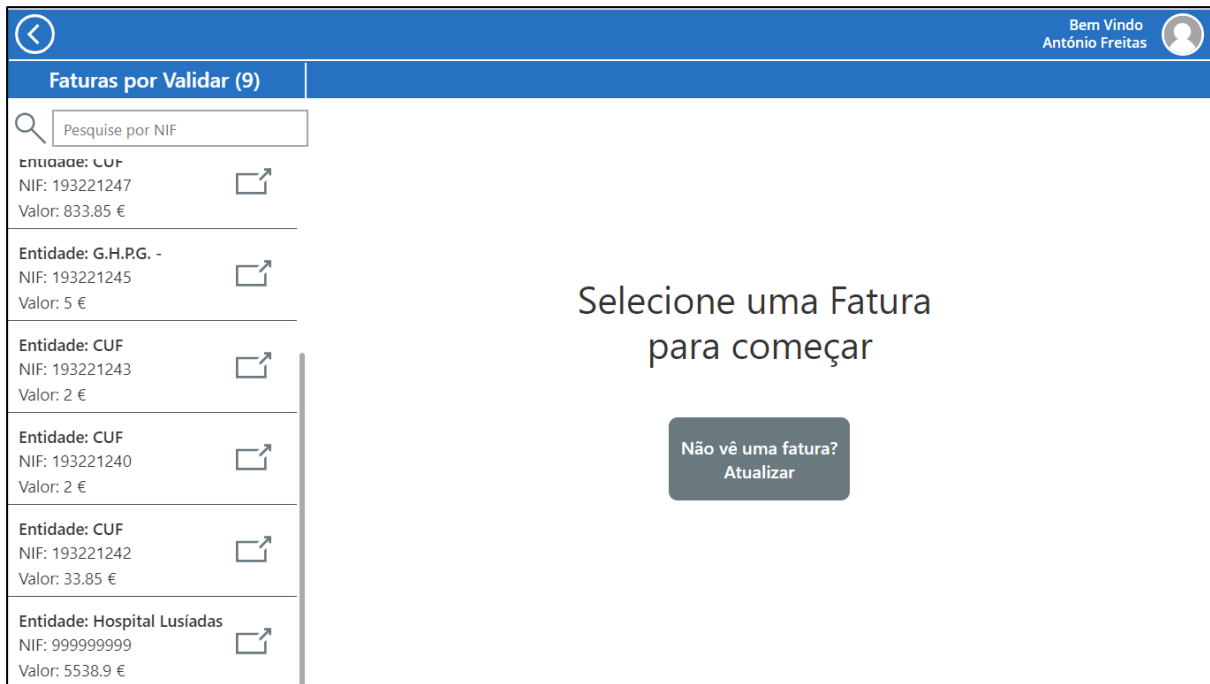 Bem Vindo
António Freitas
Faturas por Validar (9)
Pesquise por NIF
Entidade: CUF
NIF: 193221247
Valor: 833.85 €
Entidade: G.H.P.G. -
NIF: 193221245
Valor: 5 €
Entidade: CUF
NIF: 193221243
Valor: 2 €
Entidade: CUF
NIF: 193221240
Valor: 2 €
Entidade: CUF
NIF: 193221242
Valor: 33.85 €
Entidade: Hospital Lusíadas
NIF: 999999999
Valor: 5538.9 €
Selecione uma Fatura
para começar
Não vê uma fatura?
Atualizar